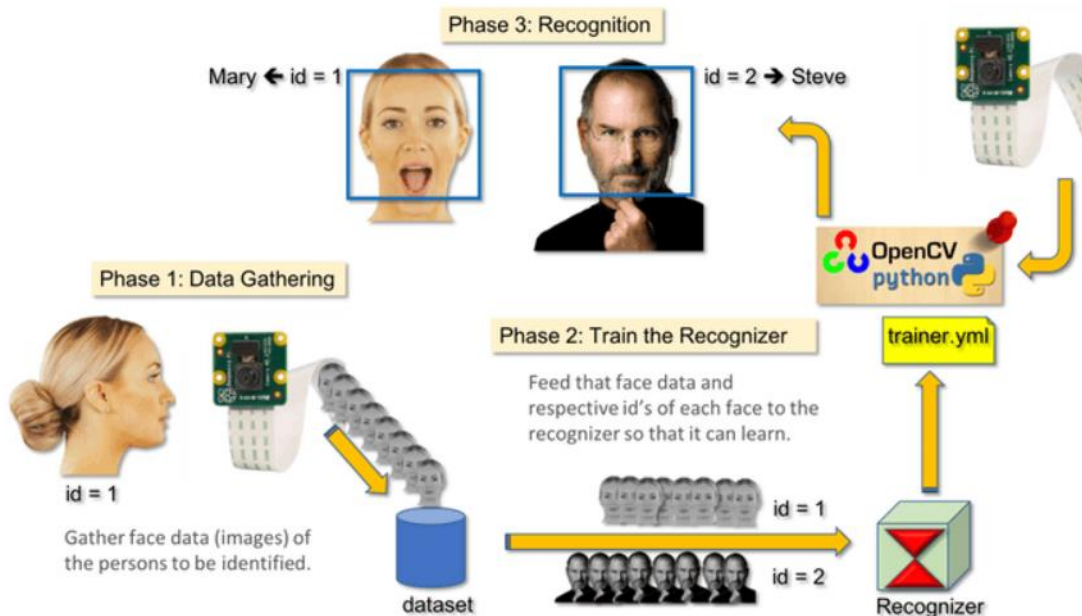 Phase 3: Recognition
Mary ← id = 1
id = 2 → Steve
OpenCV
python
Phase 1: Data Gathering
trainer.yml
Phase 2: Train the Recognizer
Feed that face data and
respective id's of each face to the
recognizer so that it can learn.
id = 1
Gather face data (images) of
the persons to be identified.
id = 1
id = 2
dataset
Recognizer